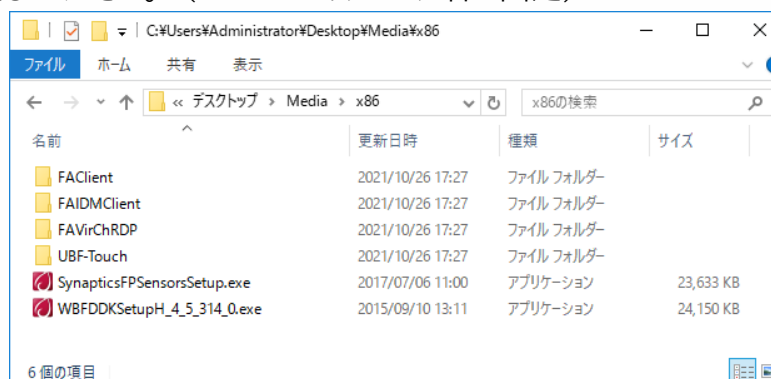 C:¥Users¥Administrator¥Desktop¥Media¥x86
ファイル ホーム 共有 表示
« デスクトップ › Media › x86 x86の検索
名前 更新日時 種類 サイズ
FAClient 2021/10/26 17:27 ファイル フォルダー
FAIDMClient 2021/10/26 17:27 ファイル フォルダー
FAVirChRDP 2021/10/26 17:27 ファイル フォルダー
UBF-Touch 2021/10/26 17:27 ファイル フォルダー
SynapticsFPSensorsSetup.exe 2017/07/06 11:00 アプリケーション 23,633 KB
WBFDDKSetupH_4_5_314_0.exe 2015/09/10 13:11 アプリケーション 24,150 KB
6 個の項目